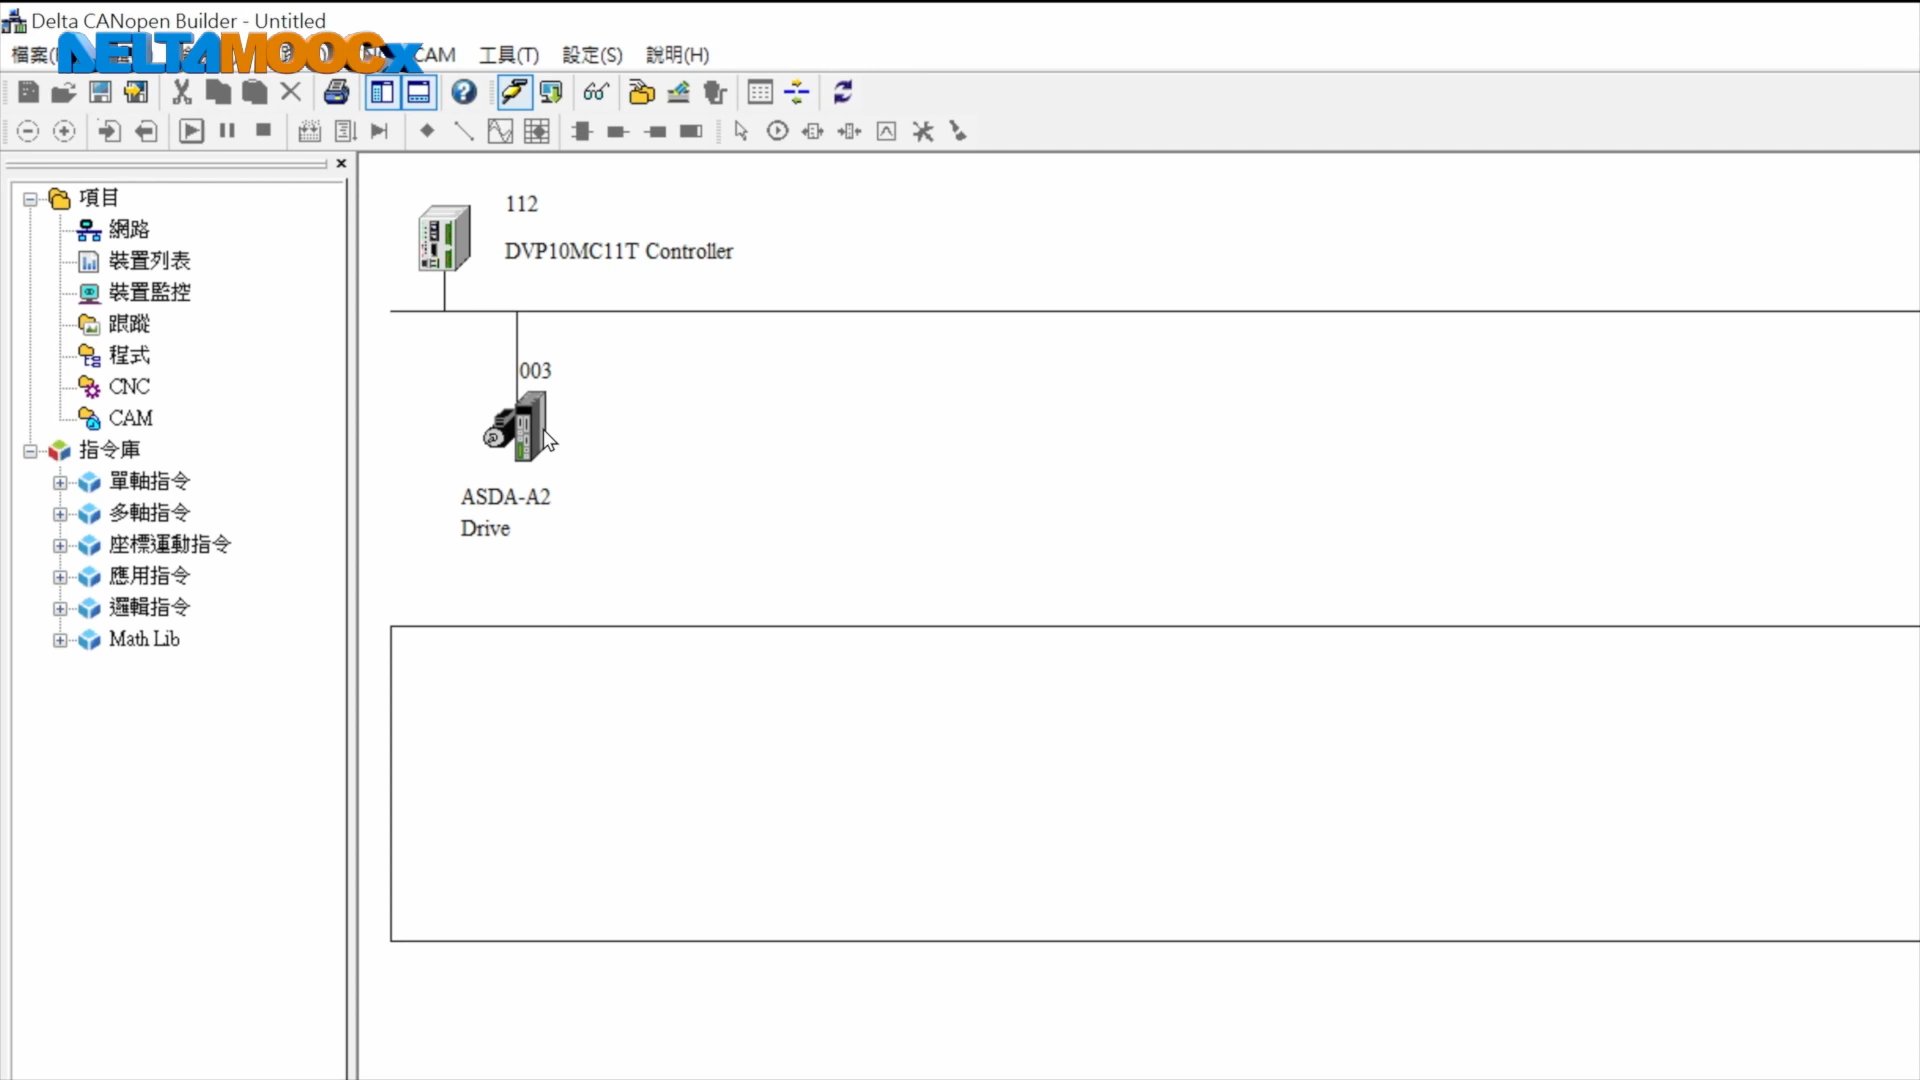 Delta CANopen Builder - Untitled
檔案(
CAM
工具(T)
設定(S)
說明(H)
DELTAMOOCx
項目
網路
裝置列表
裝置監控
跟蹤
程式
CNC
CAM
指令庫
單軸指令
多軸指令
座標運動指令
應用指令
邏輯指令
Math Lib
112
DVP10MC11T Controller
003
ASDA-A2
Drive